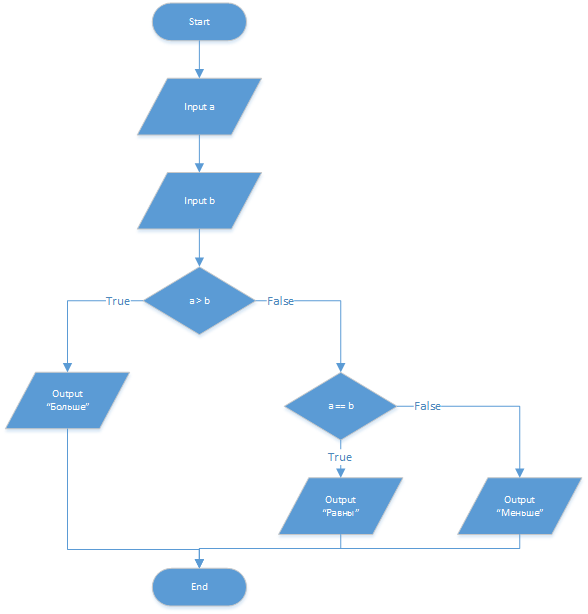 Start
Input a
Input b
a > b
True
False
Output
“Больше”
a == b
False
True
Output
“Равны”
Output
“Меньше”
End